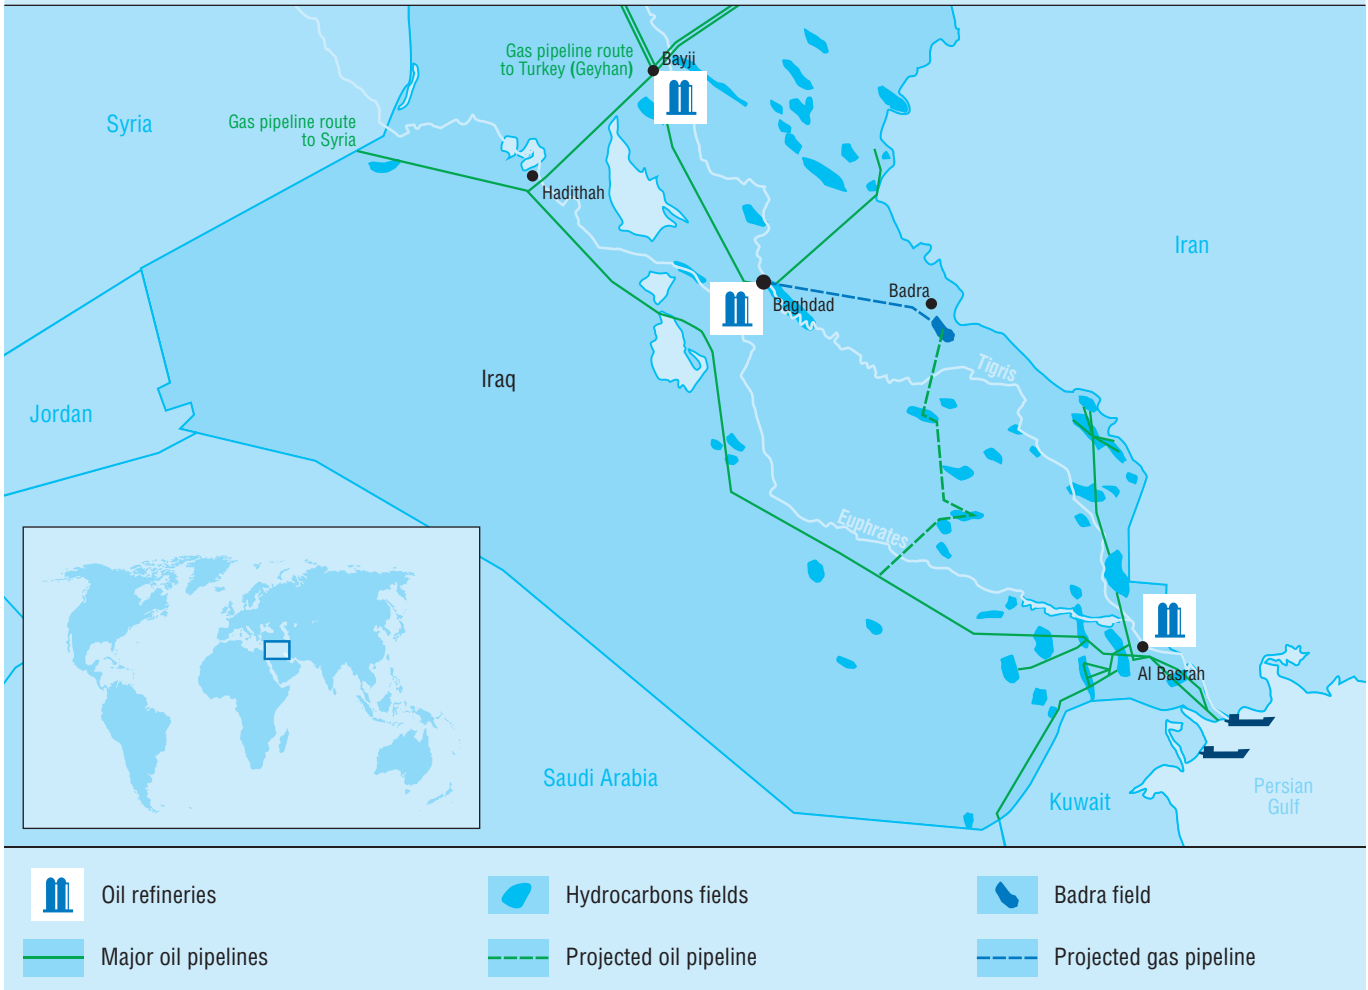 Gas pipeline route
to Turkey (Geyhan)
Bayji
Syria
Gas pipeline route
to Syria
Hadithah
Iran
Baghdad
Badra
Tigris
Iraq
Jordan
Euphrates
Al Basrah
Saudi Arabia
Kuwait
Persian
Gulf
Oil refineries
Hydrocarbons fields
Badra field
Major oil pipelines
Projected oil pipeline
Projected gas pipeline